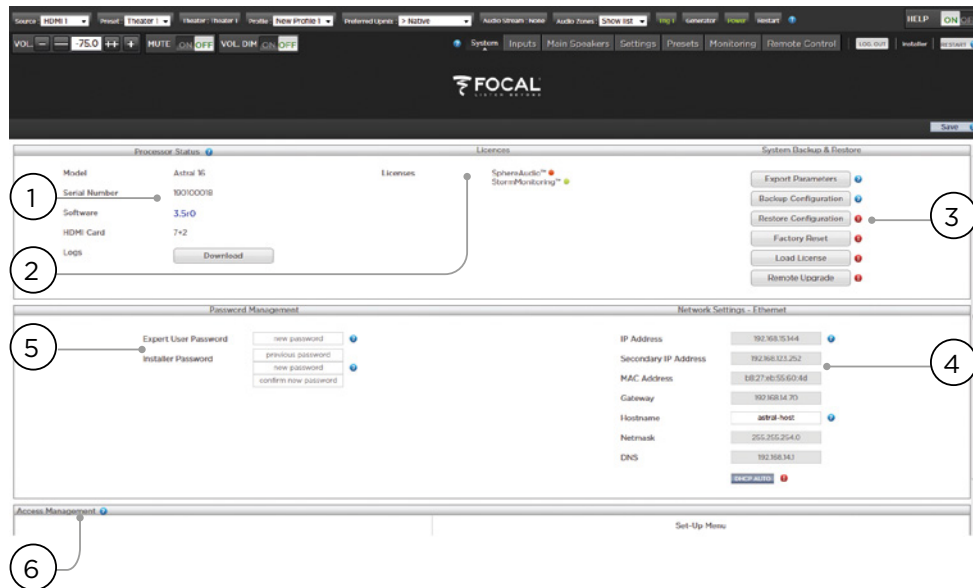 Source : HDMI 1 Preset : Theater 1 Theater : Theater 1 Profile New Profile 1 Preferred Upmix : > Native Audio Stream : None Audio Zones : Show list Trig 1 Generator Power Restart HELP ON
VOL. - 75.0 + MUTE ON OFF VOL. DIM ON OFF System Inputs Main Speakers Settings Presets Monitoring Remote Control LOG OUT Installer RESTART
FOCAL
LISTEN BEYOND
Save
Processor Status Licences System Backup & Restore
1
Model Astral 16
Serial Number 190100018
Software 3.5r0
HDMI Card 7+2
Logs Download
2
Licenses SphereAudio™
StormMonitoring™
Export Parameters
Backup Configuration
Restore Configuration
Factory Reset
Load License
Remote Upgrade
3
Password Management Network Settings - Ethernet
5
Expert User Password new password
Installer Password previous password
new password
confirm new password
IP Address
Secondary IP Address 192.168.123.252
MAC Address b8:27:eb:55:60:4d
Gateway 192.168.14.70
Hostname astral-host
Netmask 255.255.254.0
DNS 192.168.14.1
DHCP AUTO
4
Access Management
Set-Up Menu
6